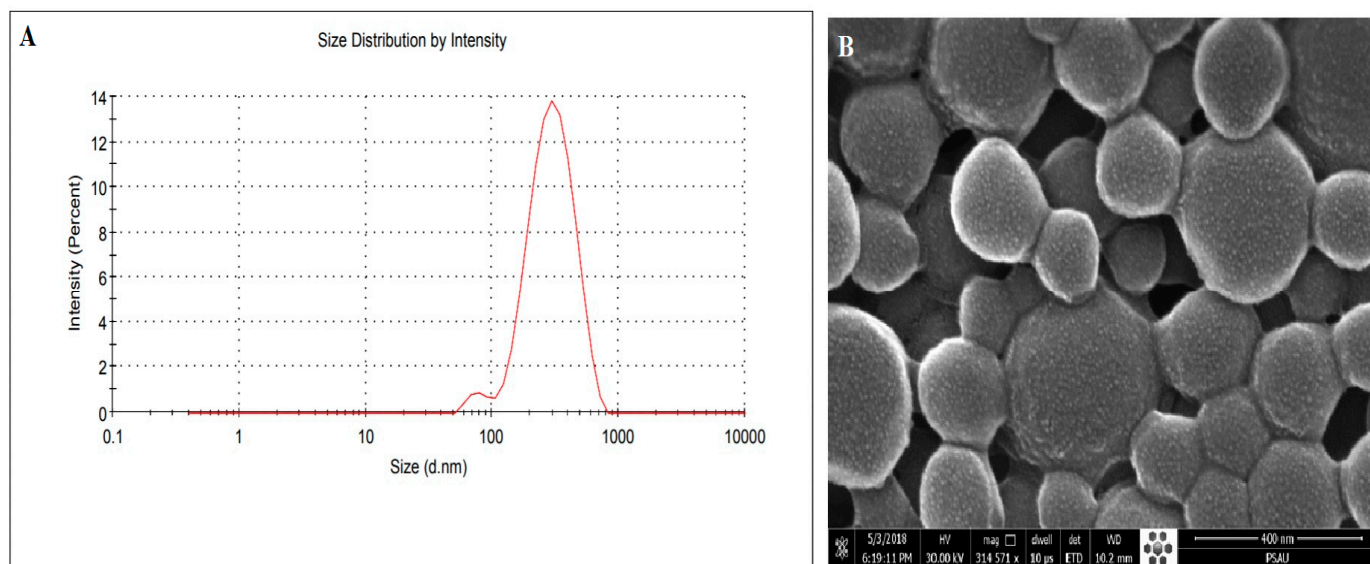 A
Size Distribution by Intensity
Intensity (Percent)
14
12
10
8
6
4
2
0
0.1 1 10 100 1000 10000
Size (d.nm)
B
5/3/2018 HV mag dwell det WD 400 nm
6:19:11 PM 30.00 kV 314 571 x 10 µs ETD 10.2 mm IPSAU